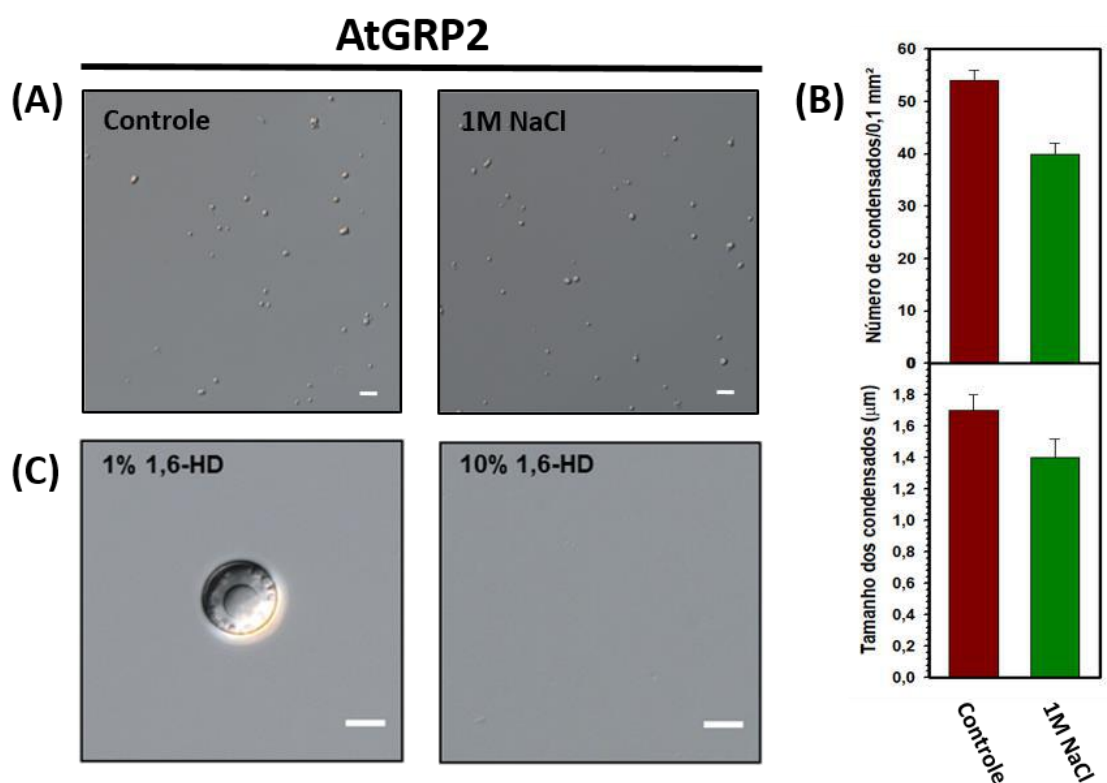 AtGRP2
(A)
Controle
1M NaCl
(B)
Número de condensados/0,1 mm²
60
50
40
30
20
10
0
Tamanho dos condensados (µm)
1,8
1,6
1,4
1,2
1,0
0,8
0,6
0,4
0,2
0,0
Controle
1M NaCl
(C)
1% 1,6-HD
10% 1,6-HD